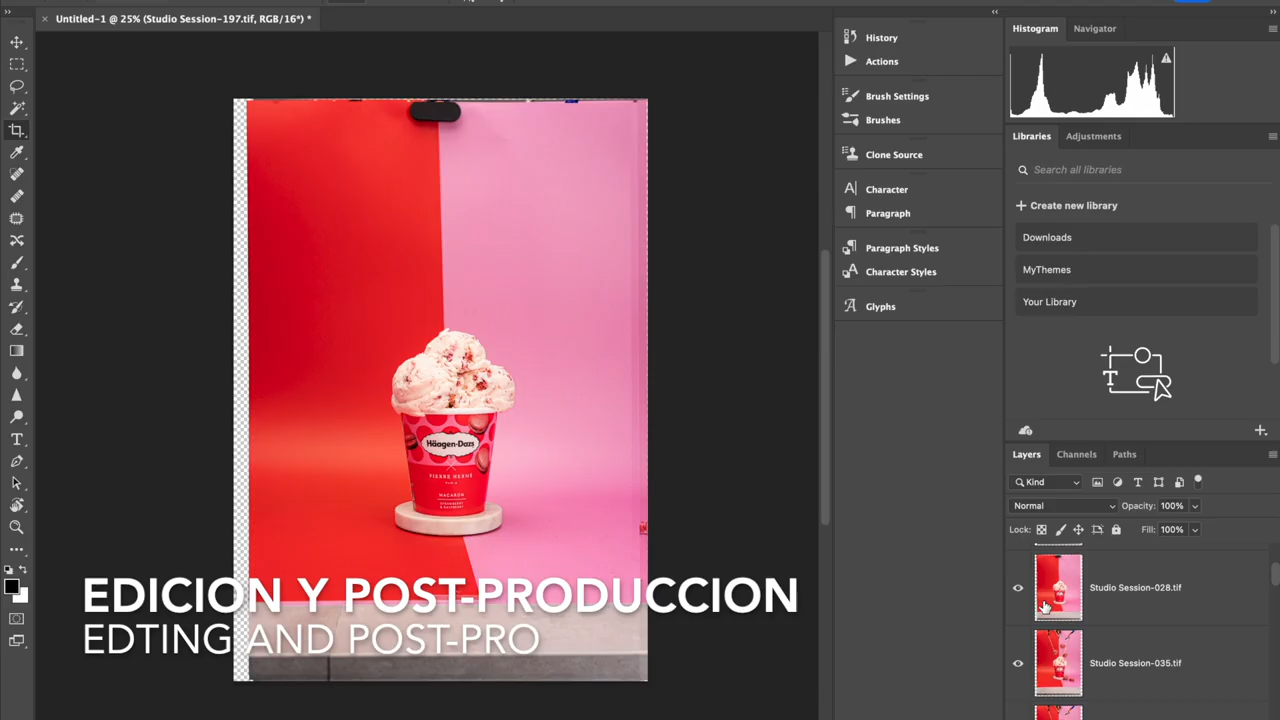 Untitled-1 @ 25% (Studio Session-197.tif, RGB/16*) *
History
Actions
Brush Settings
Brushes
Clone Source
Character
Paragraph
Paragraph Styles
Character Styles
Glyphs
Histogram
Navigator
Libraries
Adjustments
Search all libraries
+ Create new library
Downloads
MyThemes
Your Library
Layers
Channels
Paths
Kind
Normal
Opacity: 100%
Lock:
Fill: 100%
Studio Session-028.tif
Studio Session-035.tif
Häagen-Dazs
PIERRE HERMÉ
PARIS
MACARON
STRAWBERRY
& RASPBERRY
EDICION Y POST-PRODUCCION
EDTING AND POST-PRO